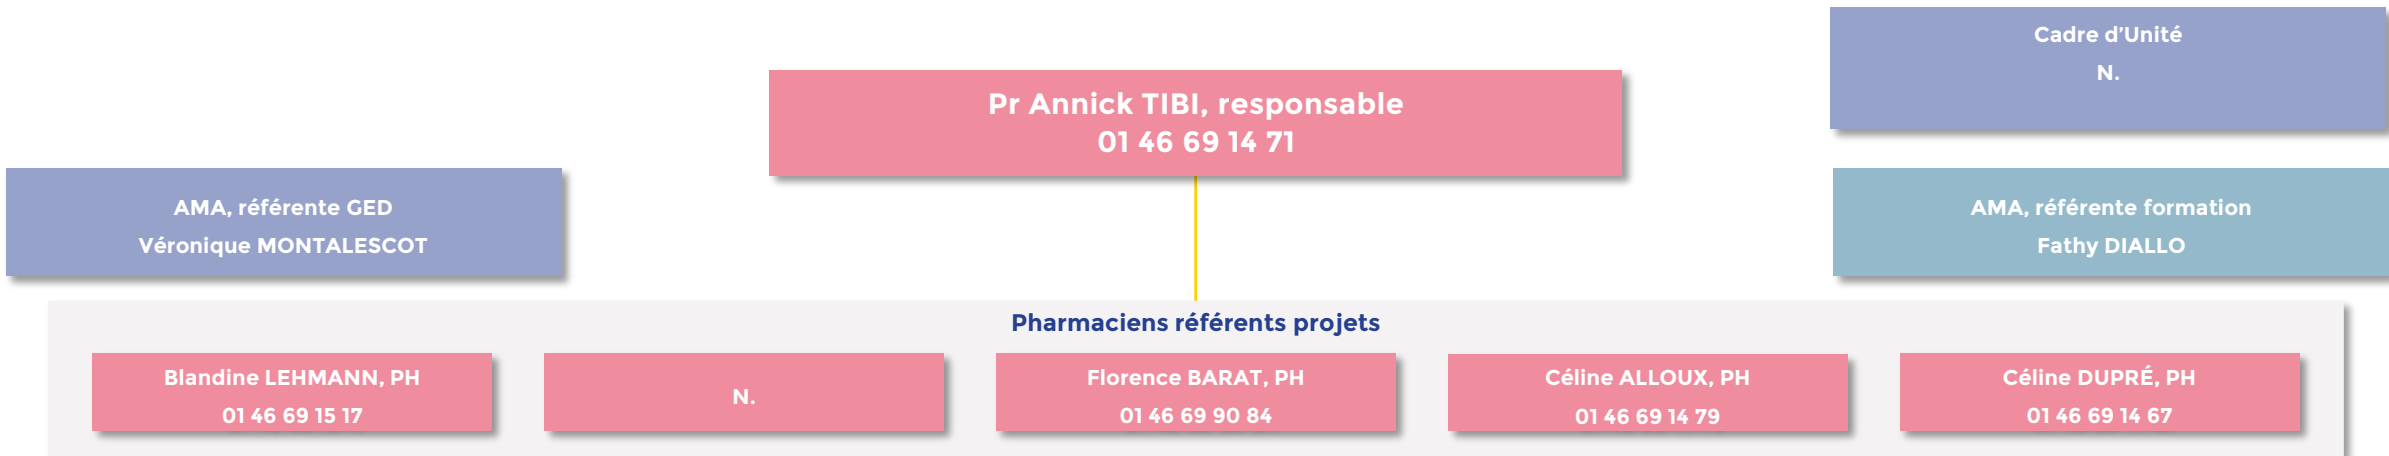 Cadre d'Unité
N.
Pr Annick TIBI, responsable
01 46 69 14 71
AMA, référente GED
Véronique MONTALESCOT
AMA, référente formation
Fathy DIALLO
Pharmaciens référents projets
Blandine LEHMANN, PH
01 46 69 15 17
N.
Florence BARAT, PH
01 46 69 90 84
Céline ALLOUX, PH
01 46 69 14 79
Céline DUPRÉ, PH
01 46 69 14 67